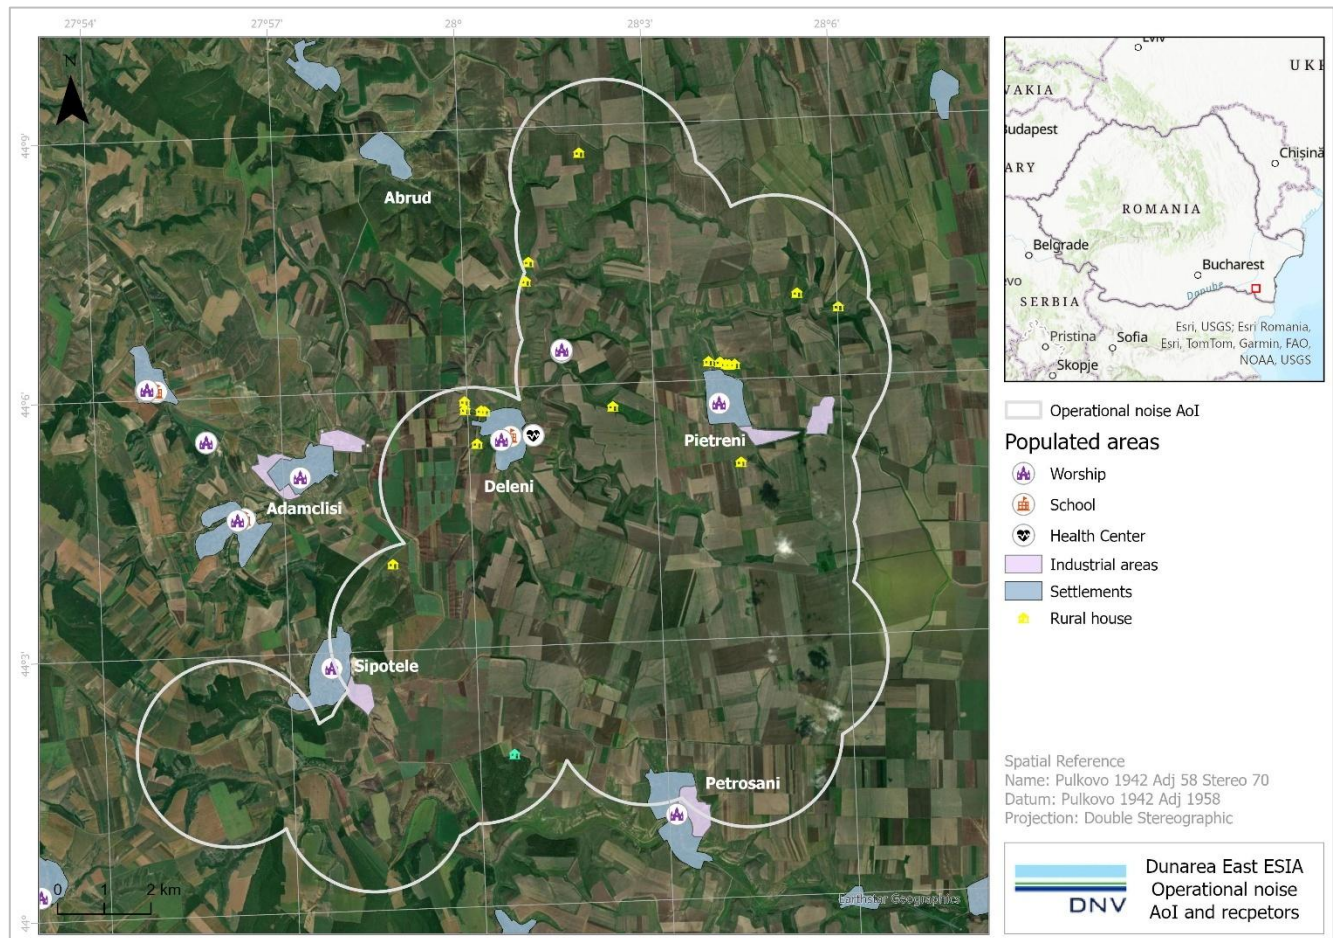 27°54'
27°57'
28°
28°3'
28°6'
N
44°9'
44°6'
44°3'
44°
Abrud
Pietreni
Deleni
Adamclisi
Sipotele
Petrosani
0 1 2 km
Earthstar Geographics
Lviv
UKR
VAKIA
Budapest
Chișină
ARY
ROMANIA
Belgrade
Bucharest
evo
Danube
SERBIA
Pristina
Sofia
Skopje
Esri, USGS; Esri Romania,
Esri, TomTom, Garmin, FAO,
NOAA, USGS
Operational noise AoI
Populated areas
Worship
School
Health Center
Industrial areas
Settlements
Rural house
Spatial Reference
Name: Pulkovo 1942 Adj 58 Stereo 70
Datum: Pulkovo 1942 Adj 1958
Projection: Double Stereographic
DNV
Dunarea East ESIA
Operational noise
AoI and recpetors